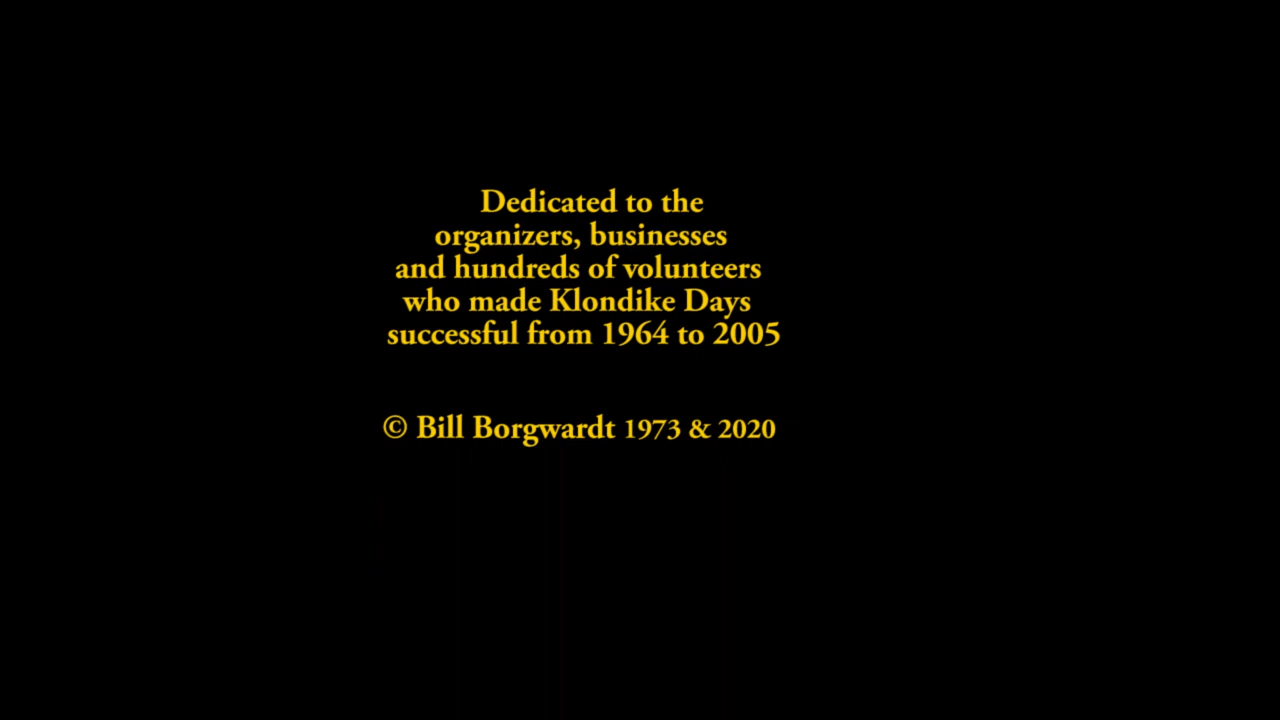 Dedicated to the
organizers, businesses
and hundreds of volunteers
who made Klondike Days
successful from 1964 to 2005
© Bill Borgwardt 1973 & 2020